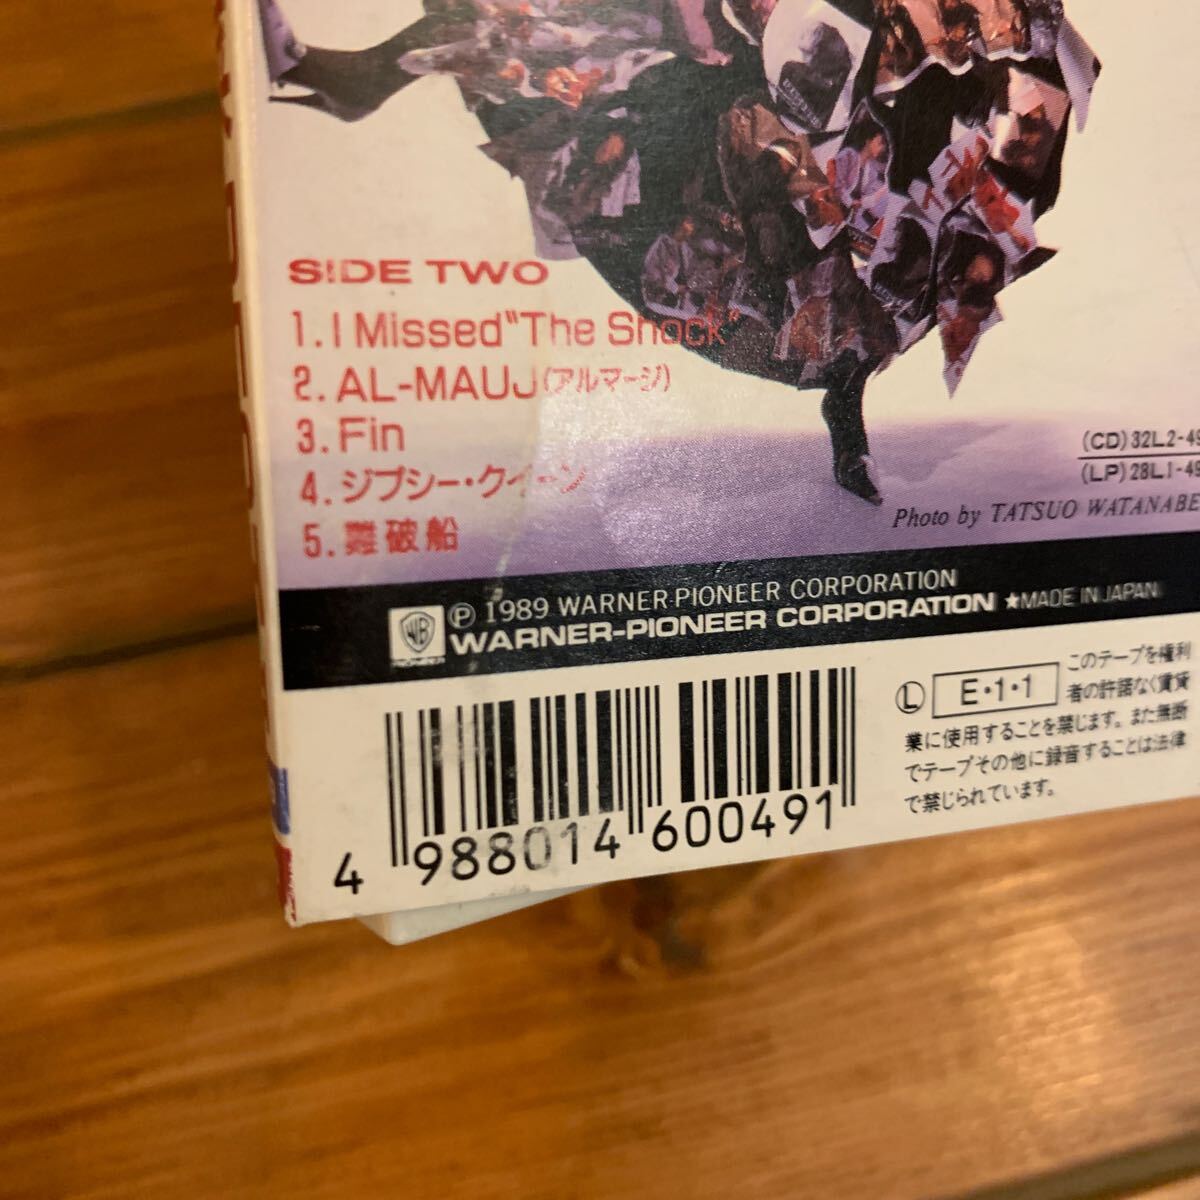 SIDE TWO
1. I Missed "The Shock"
2. AL-MAUJ(アルマージ)
3. Fin
4. ジプシー・クイ
5. 難破船
(CD)32L2-49
(LP)28L1-49
Photo by TATSUO WATANABE
Ⓟ 1989 WARNER-PIONEER CORPORATION
WARNER-PIONEER CORPORATION ★MADE IN JAPAN
Ⓛ E・1・1
このテープを権利
者の許諾なく賃貸
業に使用することを禁じます。また無断
でテープその他に録音することは法律
で禁じられています。
4 988014 600491